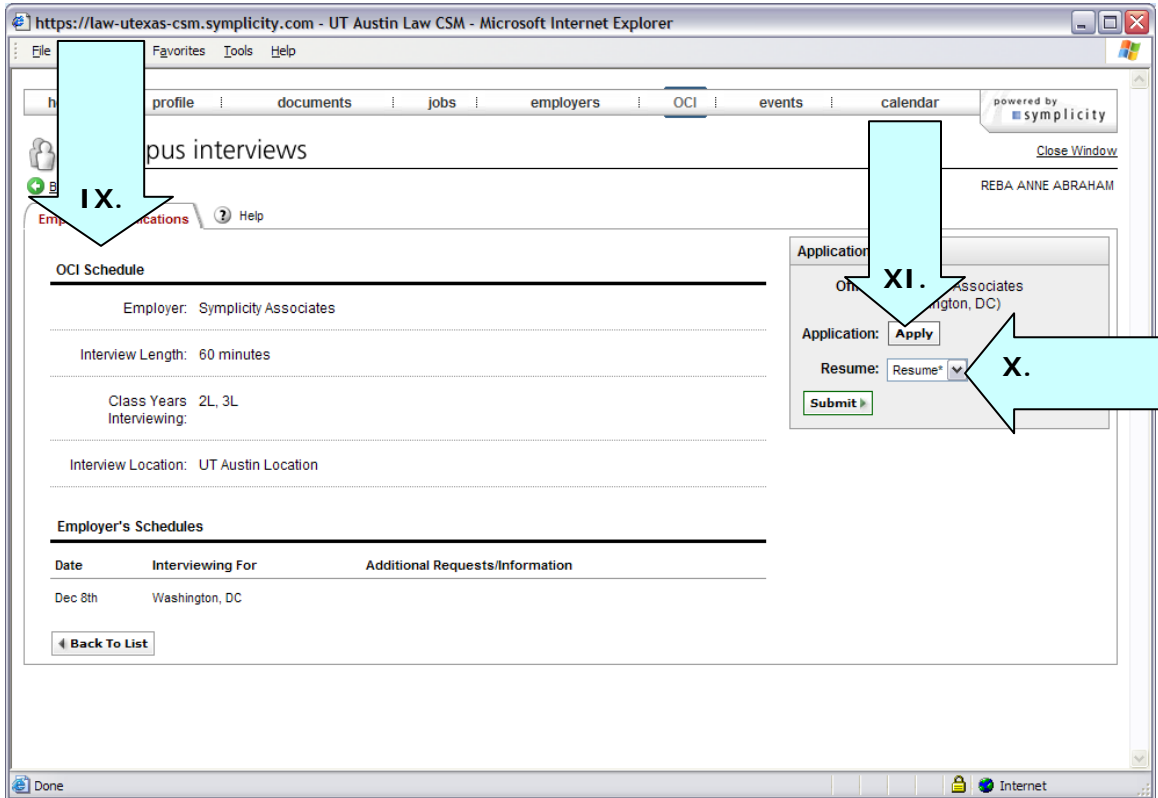 https://law-utexas-csm.symplicity.com - UT Austin Law CSM - Microsoft Internet Explorer
File Favorites Tools Help
profile documents jobs employers OCI events calendar
powered by
symplicity
pus interviews
Close Window
REBA ANNE ABRAHAM
IX.
Help
OCI Schedule
Employer: Symplicity Associates
Interview Length: 60 minutes
Class Years Interviewing: 2L, 3L
Interview Location: UT Austin Location
Employer's Schedules
Date Interviewing For Additional Requests/Information
Dec 8th Washington, DC
Back To List
Application
XI.
Associates
ngton, DC)
Application: Apply
Resume: Resume*
X.
Submit
Done
Internet